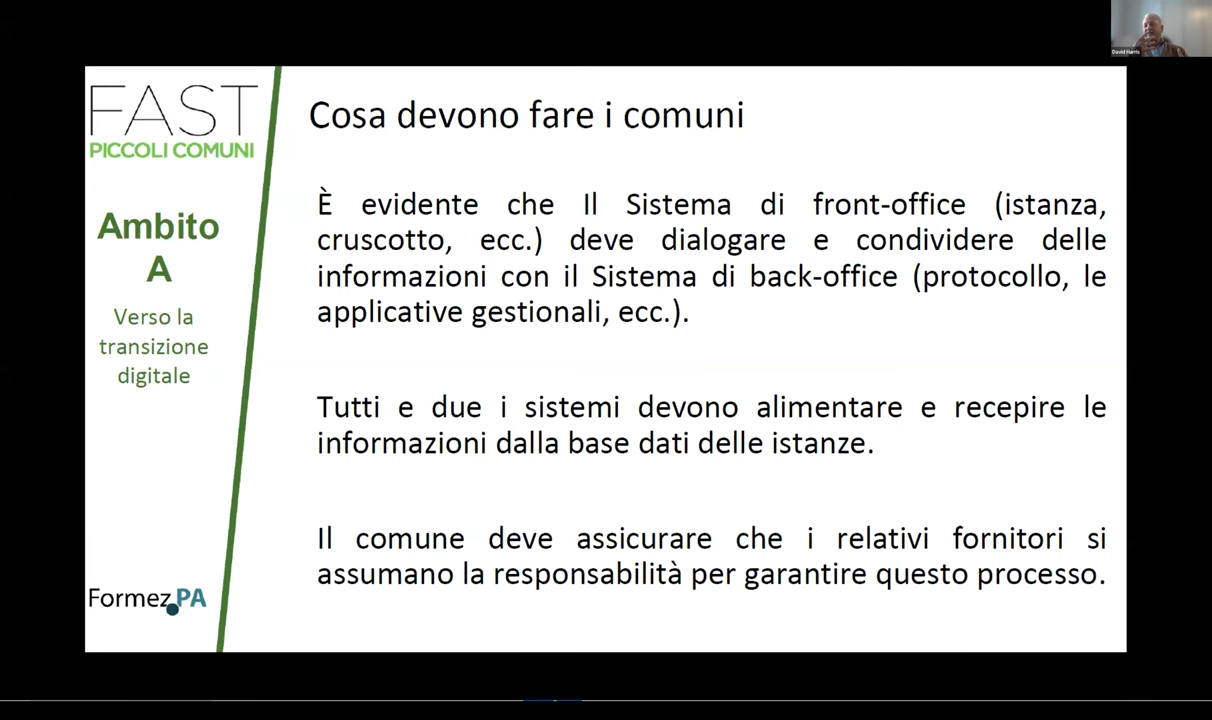 David Harris
FAST
PICCOLI COMUNI
Ambito
A
Verso la
transizione
digitale
Formez PA
Cosa devono fare i comuni
È evidente che Il Sistema di front-office (istanza,
cruscotto, ecc.) deve dialogare e condividere delle
informazioni con il Sistema di back-office (protocollo, le
applicative gestionali, ecc.).
Tutti e due i sistemi devono alimentare e recepire le
informazioni dalla base dati delle istanze.
Il comune deve assicurare che i relativi fornitori si
assumano la responsabilità per garantire questo processo.